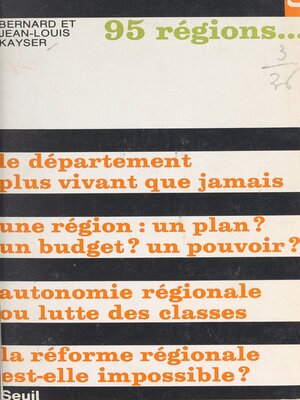 BERNARD ET
JEAN-LOUIS
KAYSER
95 régions...
3
36
le département
plus vivant que jamais
une région : un plan ?
un budget ? un pouvoir ?
autonomie régionale
ou lutte des classes
la réforme régionale
est-elle impossible ?
Seuil